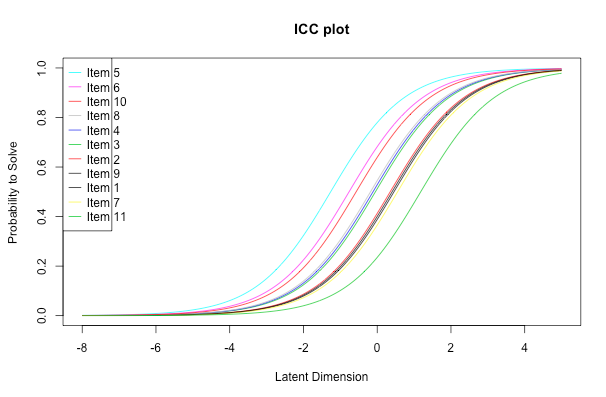 ICC plot
Probability to Solve
1.0
0.8
0.6
0.4
0.2
0.0
Item 5
Item 6
Item 10
Item 8
Item 4
Item 3
Item 2
Item 9
Item 1
Item 7
Item 11
-8 -6 -4 -2 0 2 4
Latent Dimension